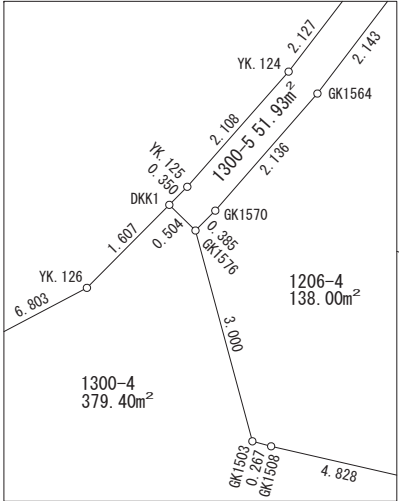 2.127
2.143
YK.124
GK1564
2.108
1300-5 51.93m²
2.136
YK.125
0.350
DKK1
GK1570
0.385
0.504
GK1576
1.607
YK.126
6.803
1206-4
138.00m²
3.000
1300-4
379.40m²
GK1503
0.267
GK1508
4.828